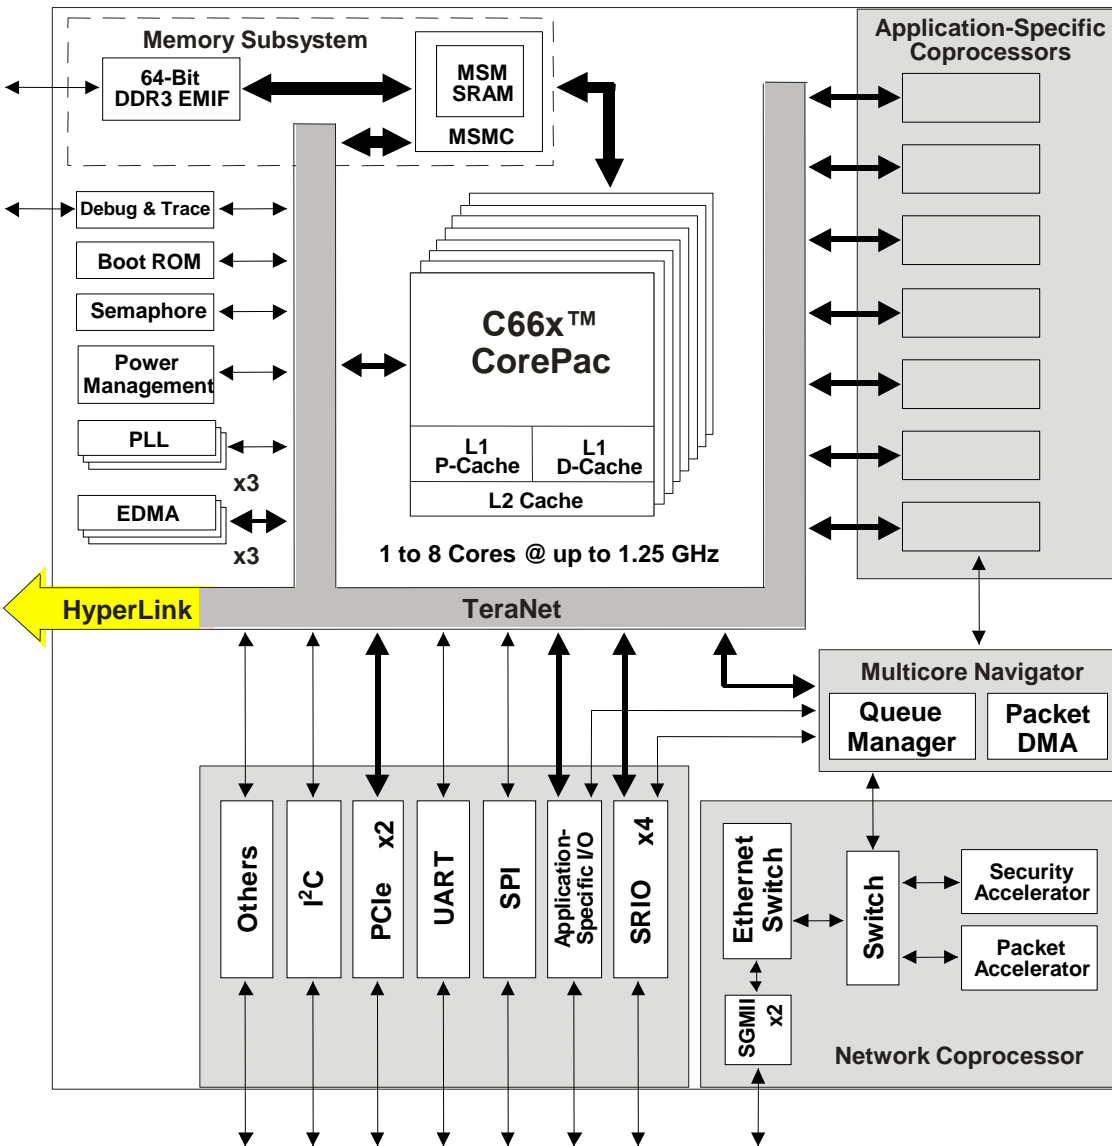 Memory Subsystem
64-Bit
DDR3 EMIF
MSM
SRAM
MSMC
Application-Specific
Coprocessors
Debug & Trace
Boot ROM
Semaphore
Power
Management
PLL
x3
EDMA
x3
C66x™
CorePac
L1
P-Cache
L1
D-Cache
L2 Cache
1 to 8 Cores @ up to 1.25 GHz
HyperLink
TeraNet
Multicore Navigator
Queue
Manager
Packet
DMA
Others
I²C
PCIe x2
UART
SPI
Application-
Specific I/O
SRIO x4
Ethernet
Switch
Switch
Security
Accelerator
Packet
Accelerator
SGMII x2
Network Coprocessor